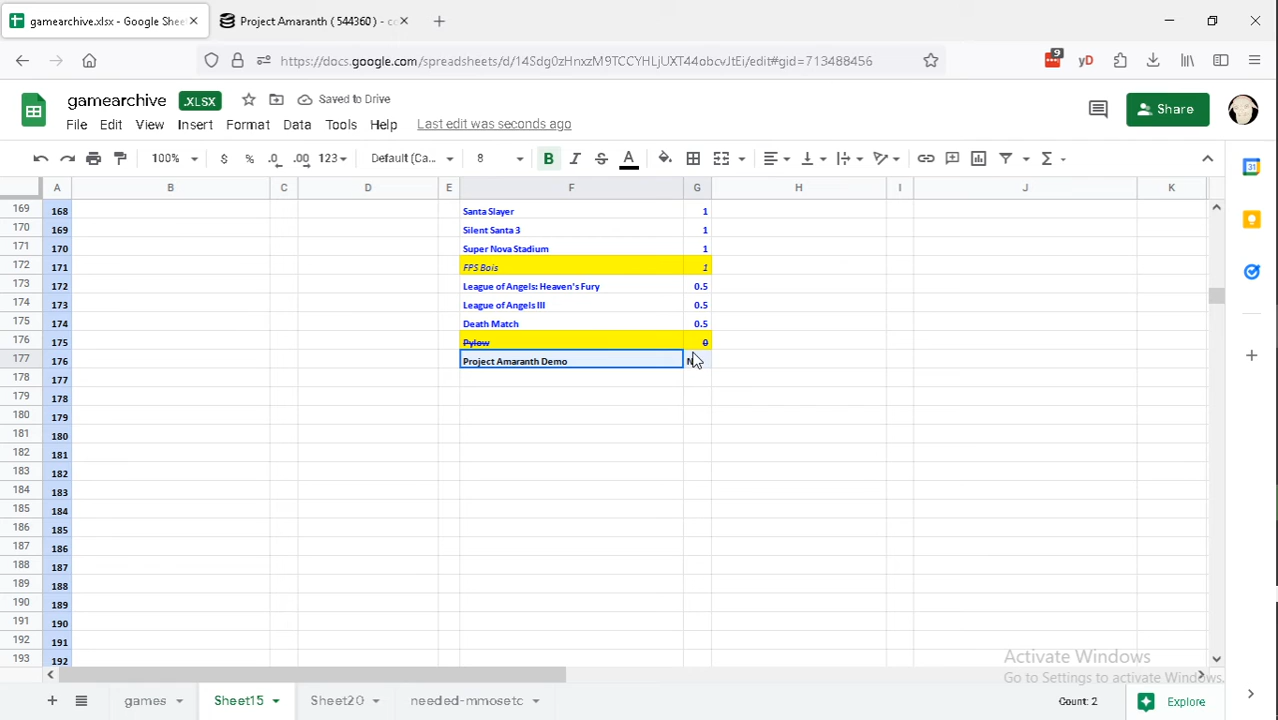 gamearchive.xlsx - Google Shee
Project Amaranth (544360) - co
https://docs.google.com/spreadsheets/d/T4Sdg0zHnxzM9TCCYHLjUXT44obcvJtEi/edit#gid=713488456
9
yD
gamearchive .XLSX Saved to Drive
File Edit View Insert Format Data Tools Help Last edit was seconds ago
Share
100% $ % .0 .00 123 Default (Ca... 8 B I S A
31
A B C D E F G H I J K
169 168 Santa Slayer 1
170 169 Silent Santa 3 1
171 170 Super Nova Stadium 1
172 171 FPS Bois 1
173 172 League of Angels: Heaven's Fury 0.5
174 173 League of Angels III 0.5
175 174 Death Match 0.5
176 175 Pylow 0
177 176 Project Amaranth Demo
178 177
179 178
180 179
181 180
182 181
183 182
184 183
185 184
186 185
187 186
188 187
189 188
190 189
191 190
192 191
193 192
Activate Windows
Go to Settings to activate Windows.
games Sheet15 Sheet20 needed-mmosetc Count: 2 Explore